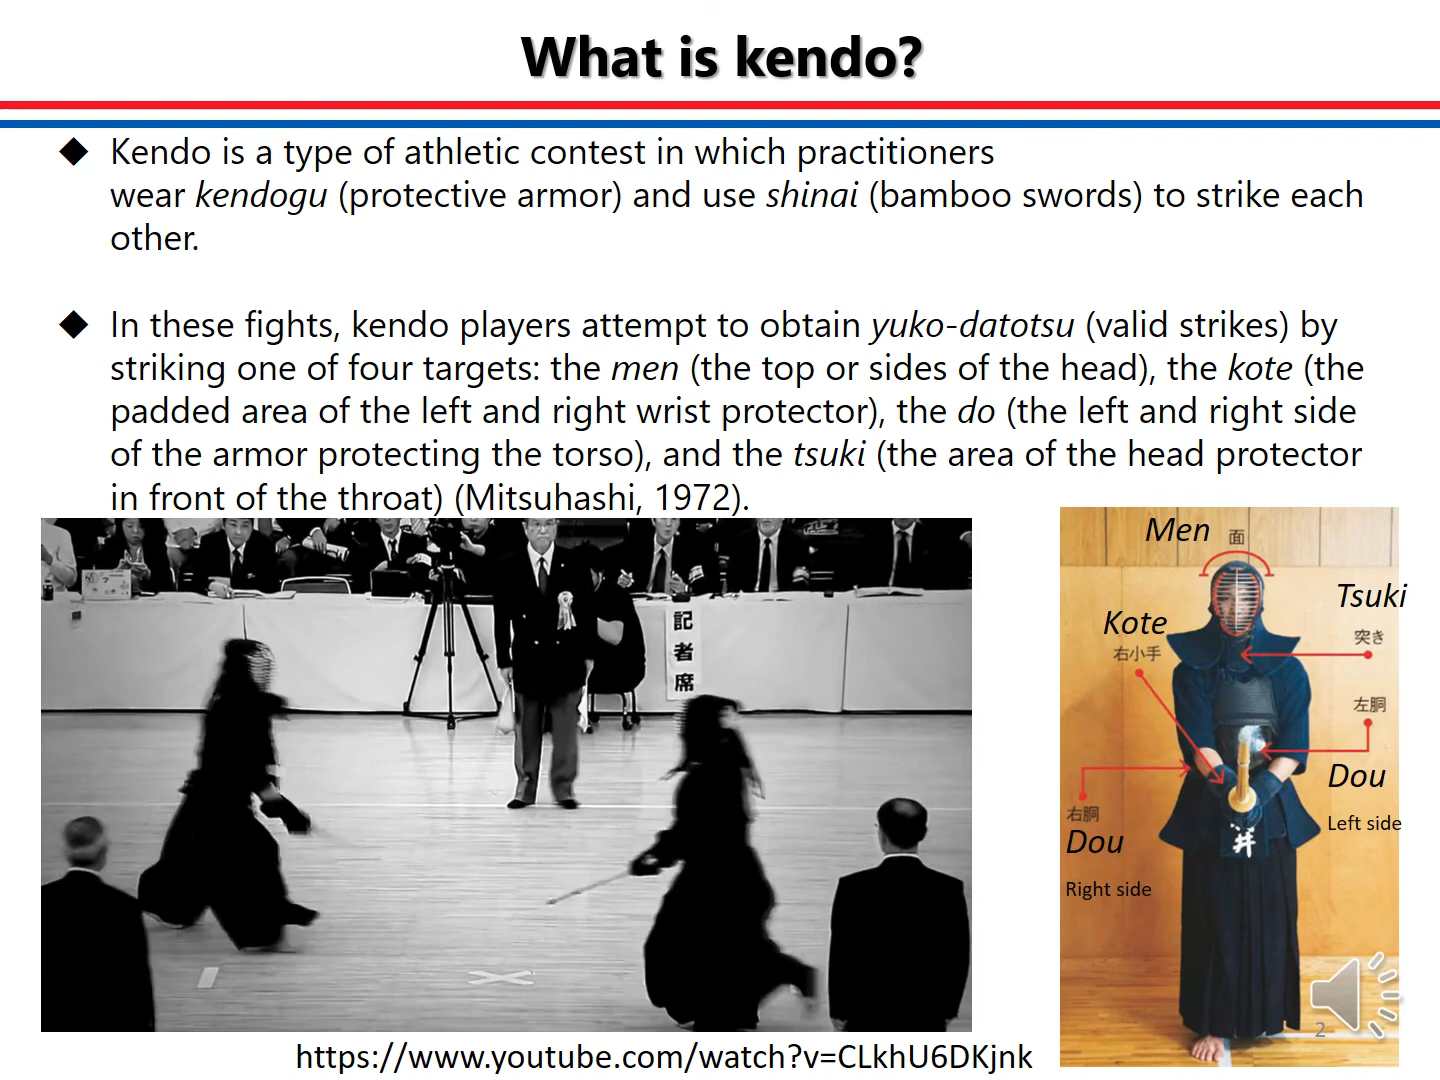 What is kendo?
◆ Kendo is a type of athletic contest in which practitioners
wear kendogu (protective armor) and use shinai (bamboo swords) to strike each
other.
◆ In these fights, kendo players attempt to obtain yuko-datotsu (valid strikes) by
striking one of four targets: the men (the top or sides of the head), the kote (the
padded area of the left and right wrist protector), the do (the left and right side
of the armor protecting the torso), and the tsuki (the area of the head protector
in front of the throat) (Mitsuhashi, 1972).
記者席
Men
面
Tsuki
突き
Kote
右小手
左胴
Dou
Left side
右胴
Dou
Right side
2
https://www.youtube.com/watch?v=CLkhU6DKjnk